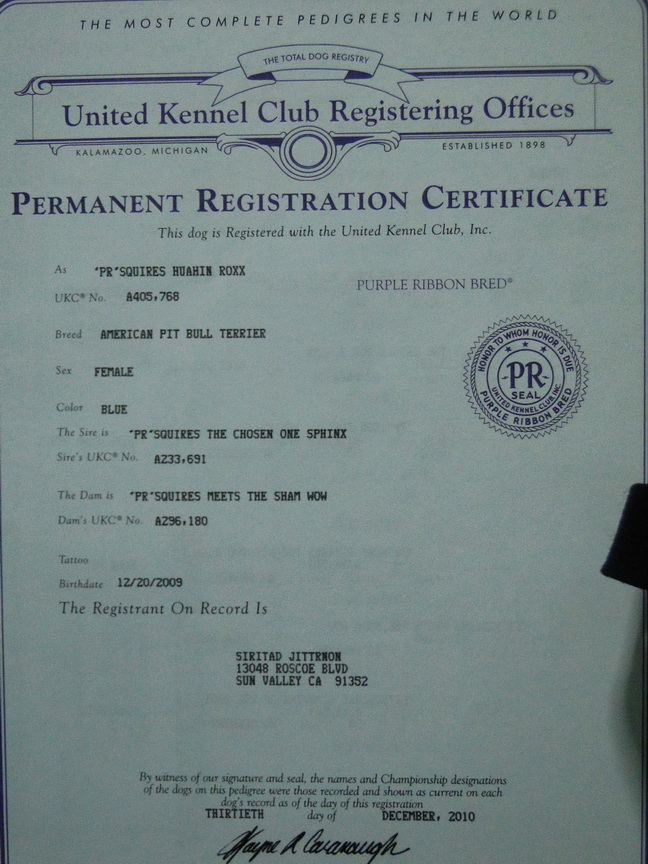 THE MOST COMPLETE PEDIGREES IN THE WORLD
THE TOTAL DOG REGISTRY
United Kennel Club Registering Offices
KALAMAZOO, MICHIGAN ESTABLISHED 1898
PERMANENT REGISTRATION CERTIFICATE
This dog is Registered with the United Kennel Club, Inc.
As 'PR'SQUIRES HUAHIN ROXX
PURPLE RIBBON BRED®
UKC® No. A405,768
Breed AMERICAN PIT BULL TERRIER
HONOR TO WHOM HONOR IS DUE
PR
SEAL
UNITED KENNEL CLUB, INC.
PURPLE RIBBON BRED
Sex FEMALE
Color BLUE
The Sire is 'PR'SQUIRES THE CHOSEN ONE SPHINX
Sire's UKC® No. A233,691
The Dam is 'PR'SQUIRES MEETS THE SHAM WOW
Dam's UKC® No. A296,180
Tattoo
Birthdate 12/20/2009
The Registrant On Record Is
SIRITAD JITTRNON
13048 ROSCOE BLVD
SUN VALLEY CA 91352
By witness of our signature and seal, the names and Championship designations
of the dogs on this pedigree were those recorded and shown as current on each
dog's record as of the day of this registration
THIRTIETH day of DECEMBER, 2010
Wayne R Cavanaugh